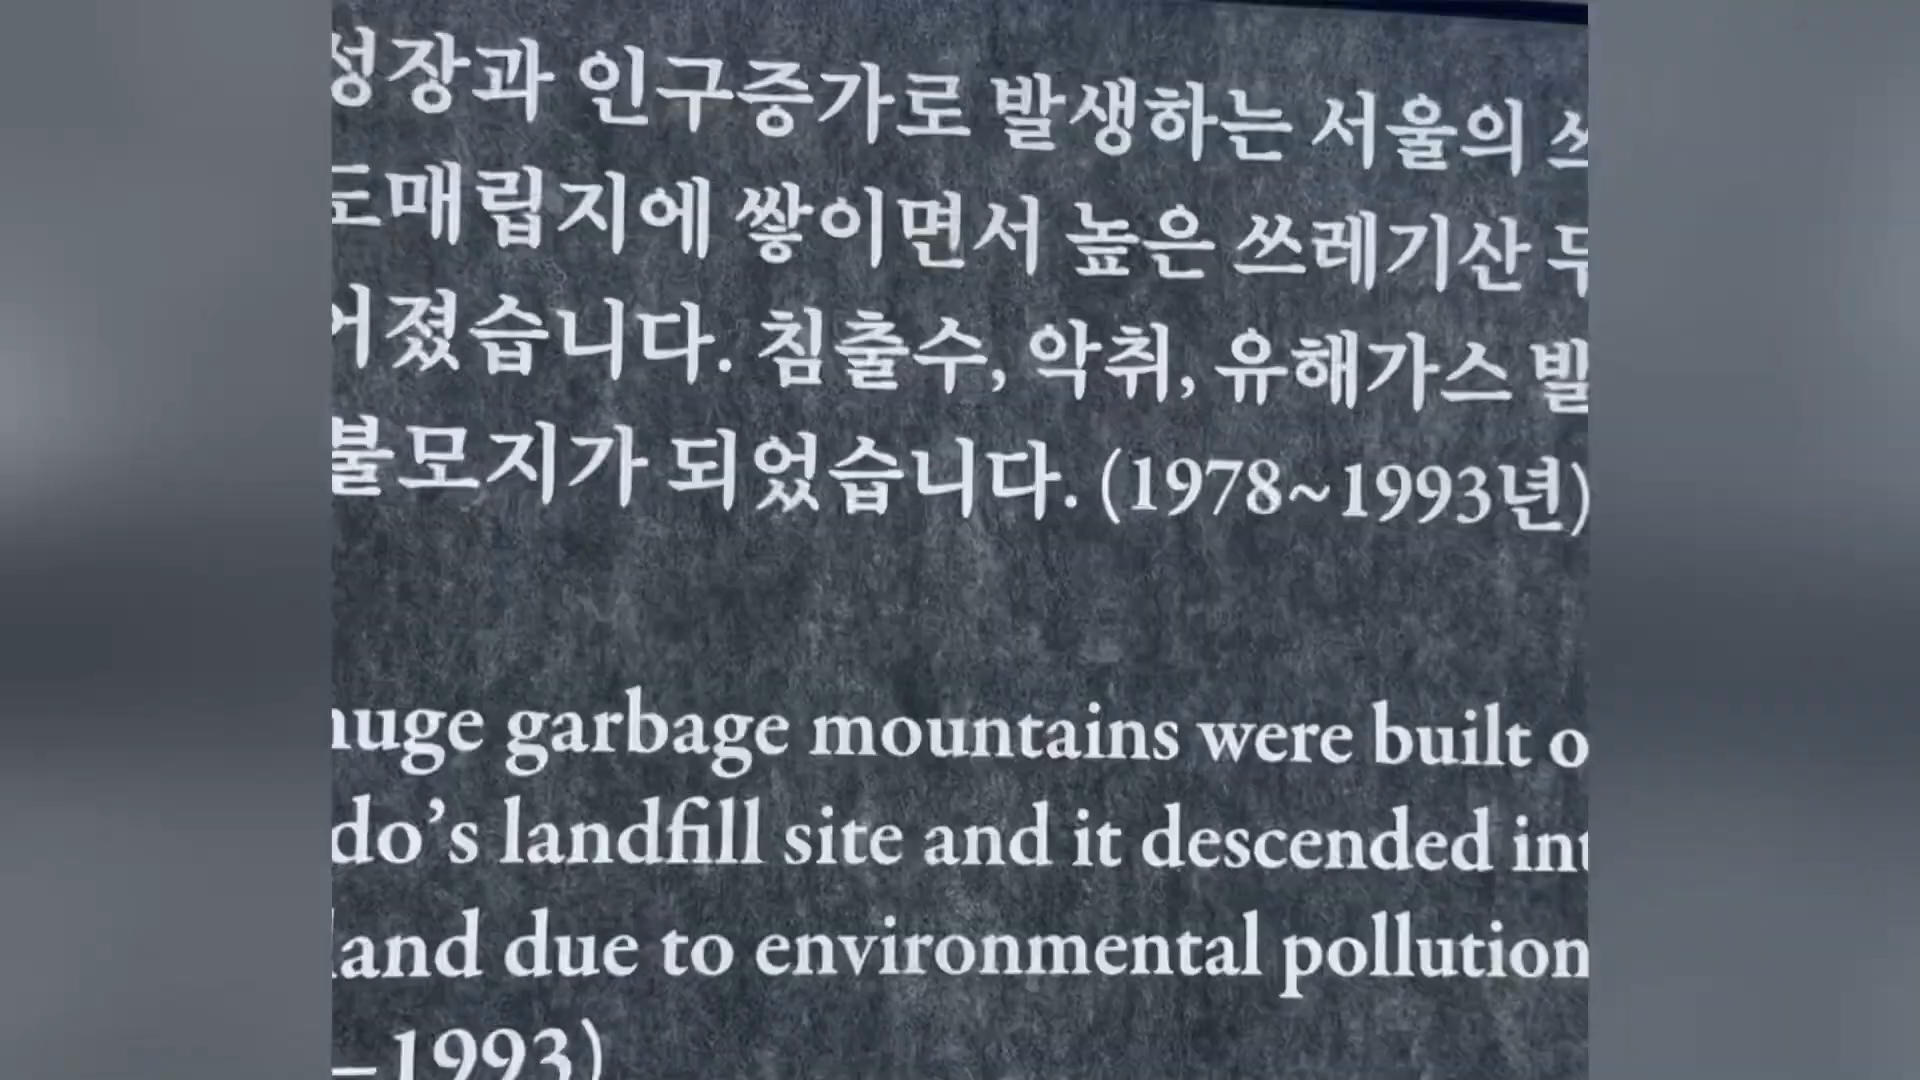 성장과 인구증가로 발생하는 서울의
도매립지에 쌓이면서 높은 쓰레기산
어졌습니다. 침출수, 악취, 유해가스 발
불모지가 되었습니다. (1978~1993년)
huge garbage mountains were built o
do’s landfill site and it descended int
land due to environmental pollution
–1993)